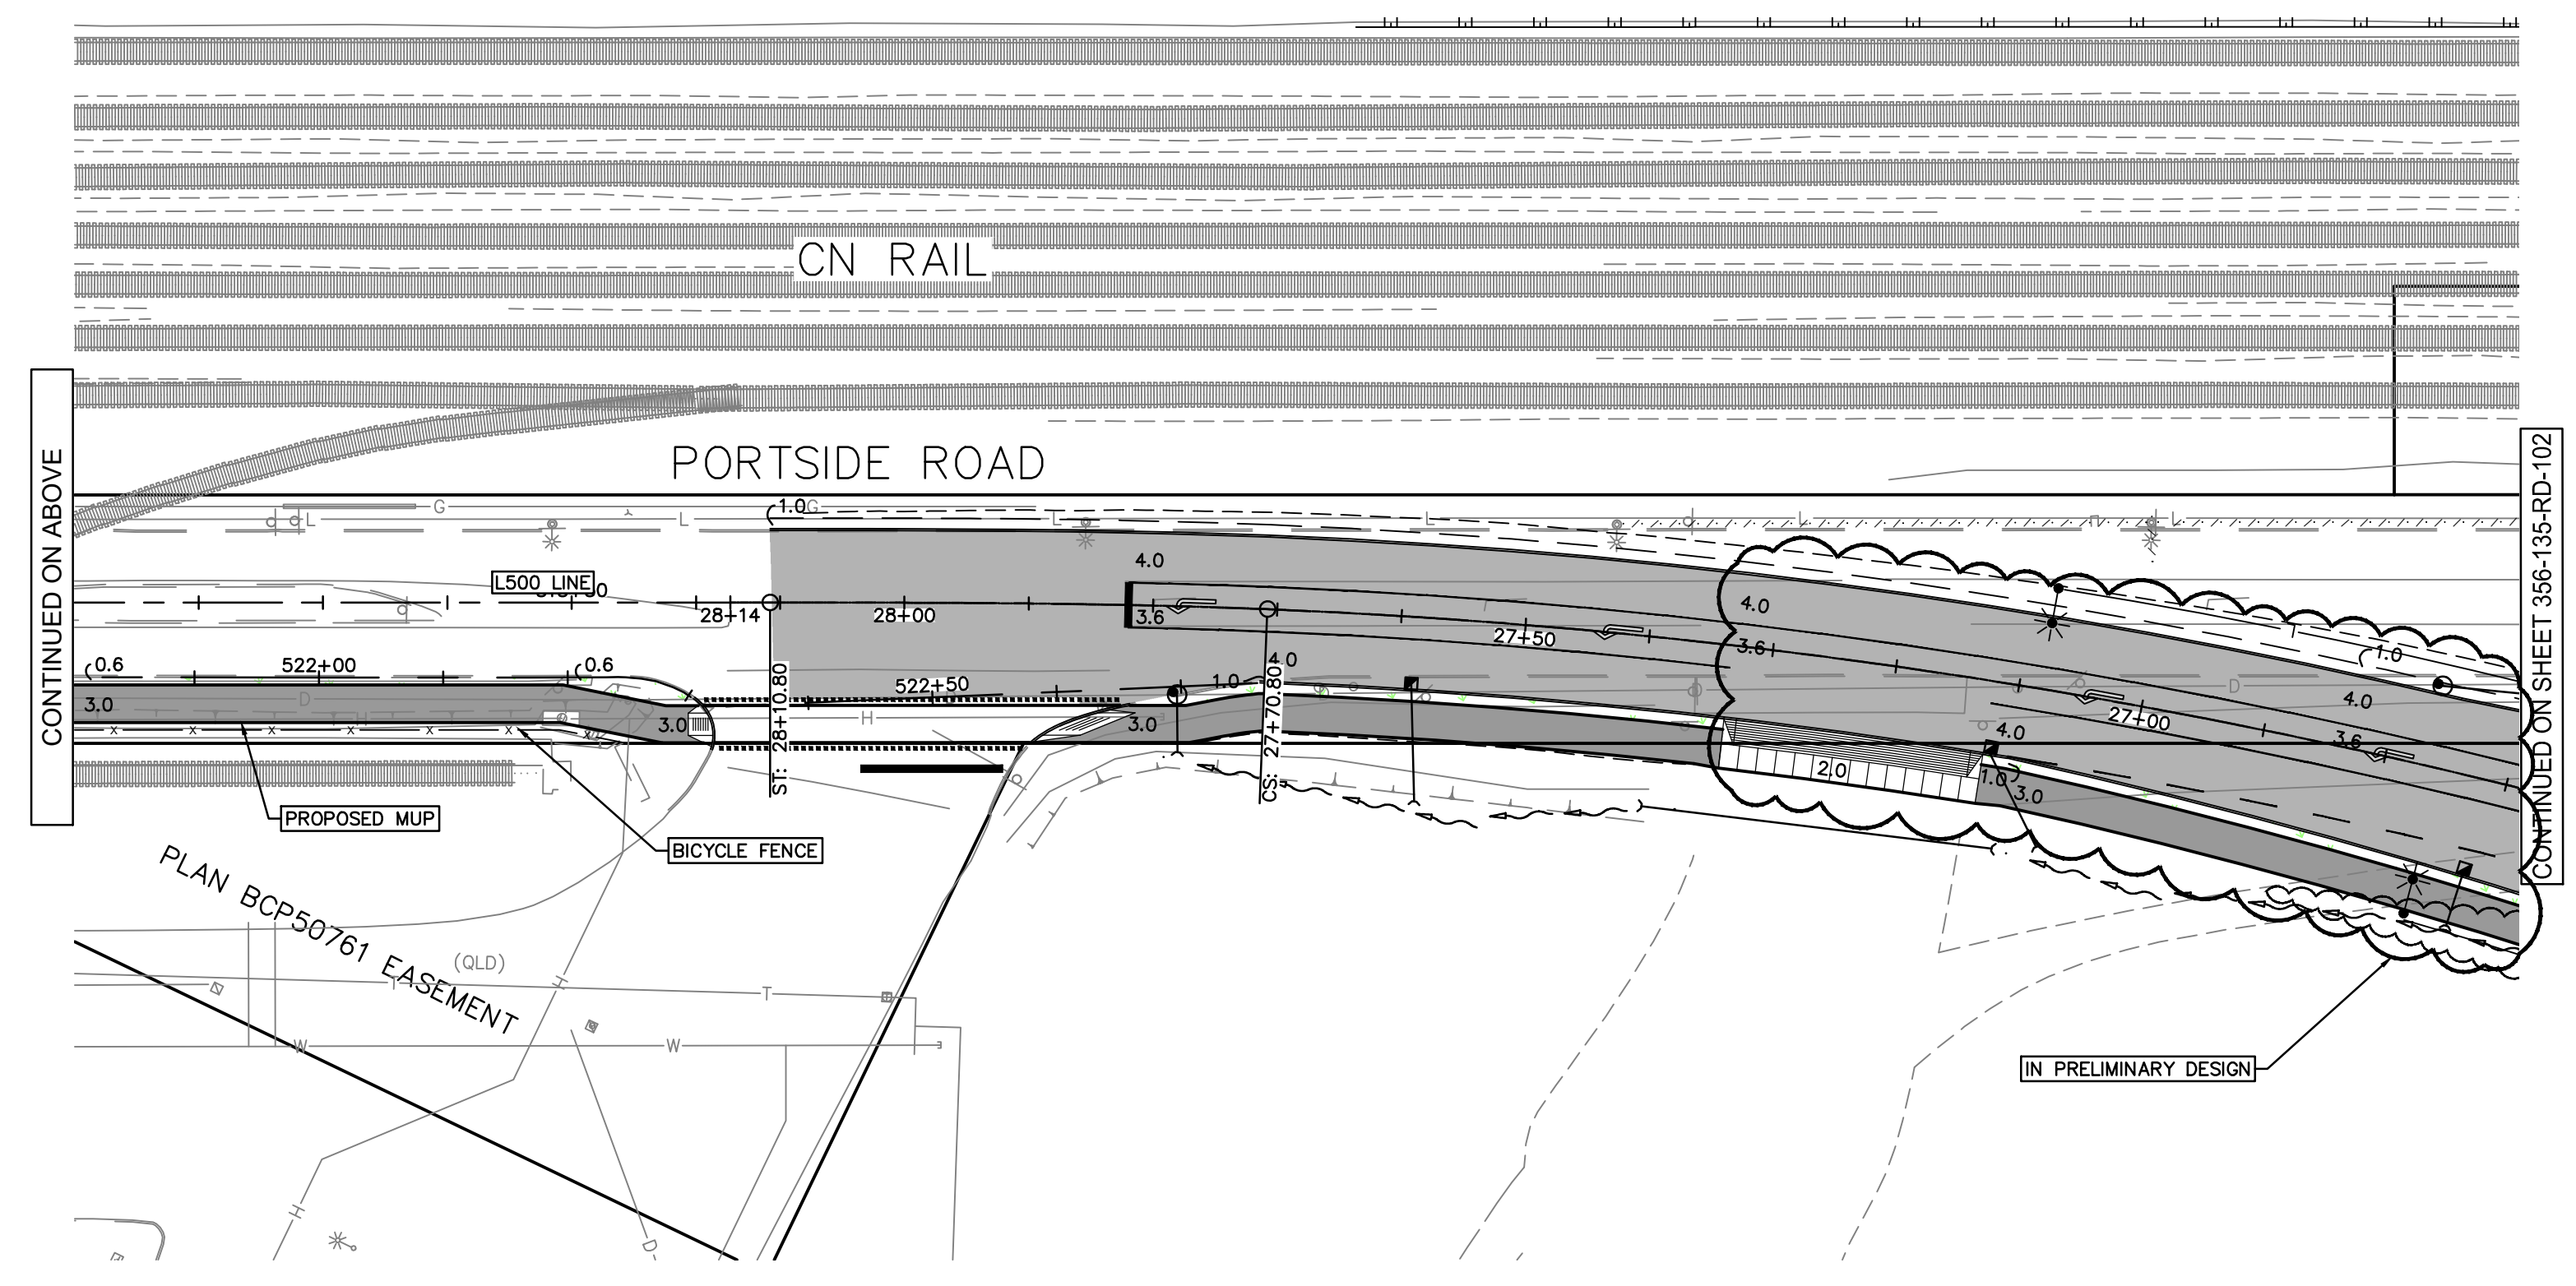 CN RAIL
PORTSIDE ROAD
CONTINUED ON ABOVE
CONTINUED ON SHEET 356-135-RD-102
G
G
1.0
L
L
L
L
L
L
L500 LINE
28+14
28+00
4.0
3.6
27+50
4.0
3.6
1.0
4.0
27+00
3.6
0.6
522+00
0.6
522+50
4.0
1.0
3.0
D
H
3.0
H
3.0
D
ST: 28+10.80
CS: 27+70.80
4.0
2.0
1.0
3.0
x x x x x x x
PROPOSED MUP
BICYCLE FENCE
PLAN BCP50761 EASEMENT
(QLD)
H
T
T
W
W
H
D
IN PRELIMINARY DESIGN